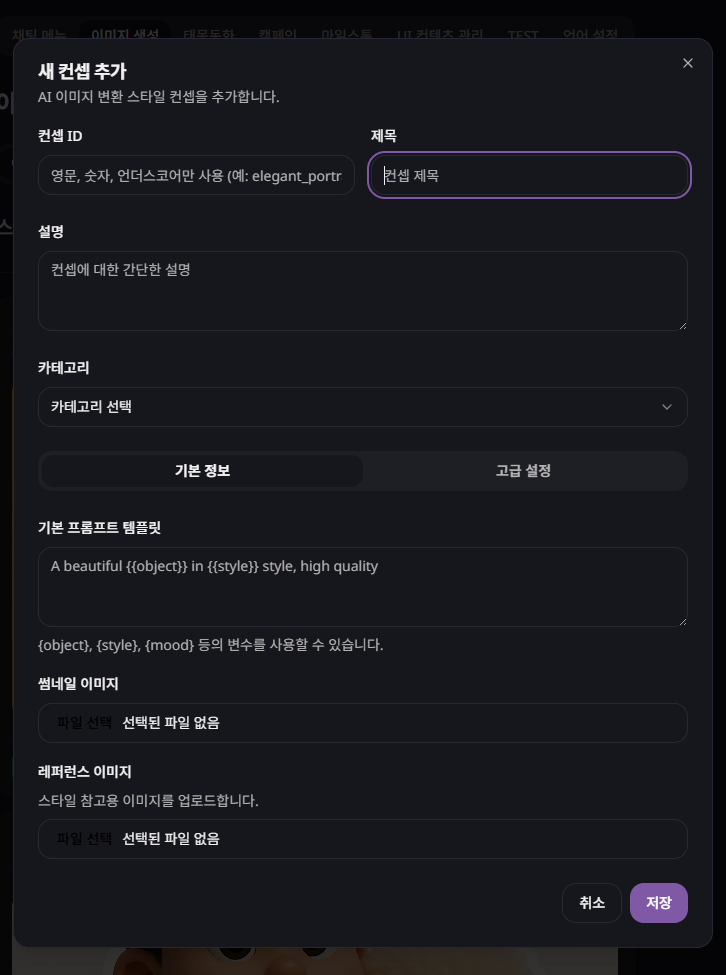 채팅 메뉴 이미지 생성 태몽동화 캠페인 마일스톤 UI 컨텐츠 관리 TEST 언어 설정
새 컨셉 추가
AI 이미지 변환 스타일 컨셉을 추가합니다.
컨셉 ID 제목
영문, 숫자, 언더스코어만 사용 (예: elegant_portr 컨셉 제목
설명
컨셉에 대한 간단한 설명
카테고리
카테고리 선택
기본 정보 고급 설정
기본 프롬프트 템플릿
A beautiful {{object}} in {{style}} style, high quality
{object}, {style}, {mood} 등의 변수를 사용할 수 있습니다.
썸네일 이미지
파일 선택 선택된 파일 없음
레퍼런스 이미지
스타일 참고용 이미지를 업로드합니다.
파일 선택 선택된 파일 없음
취소 저장